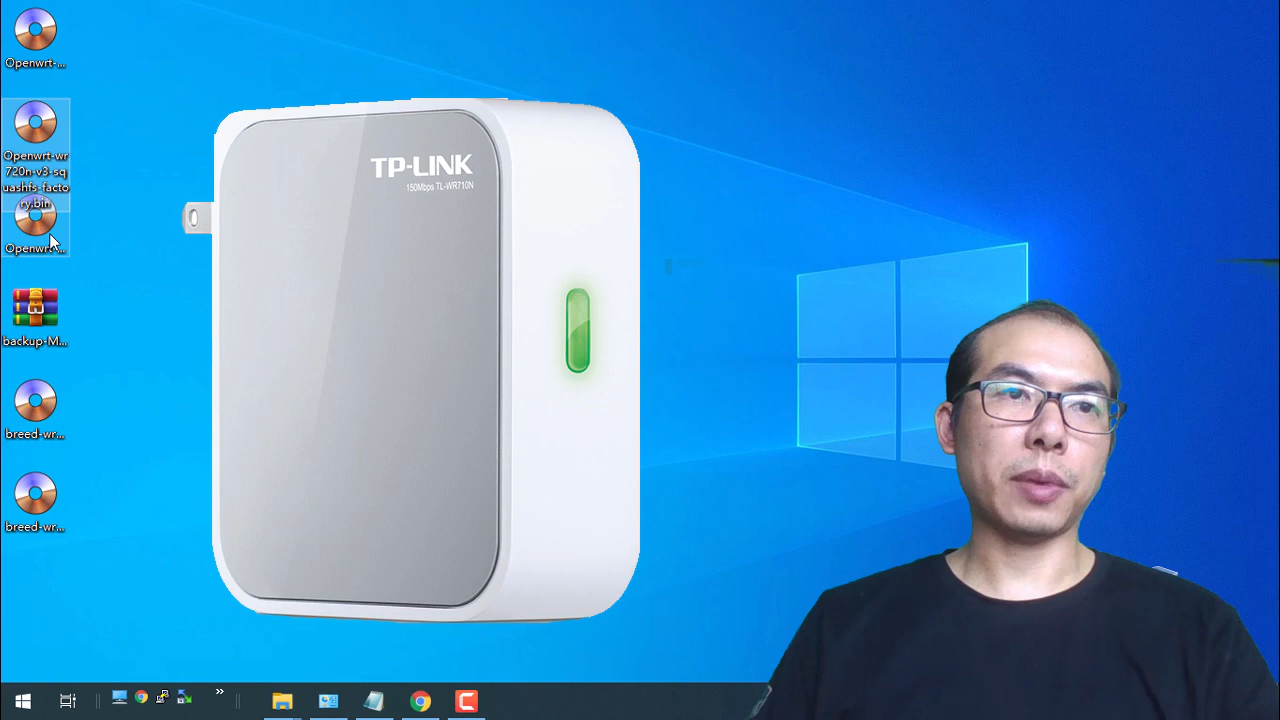 Openwrt-...
Openwrt-wr
720n-v3-sq
uashfs-facto
ry.bin
Openwrt-...
backup-M...
breed-wr...
breed-wr...
TP-LINK
150Mbps TL-WR710N